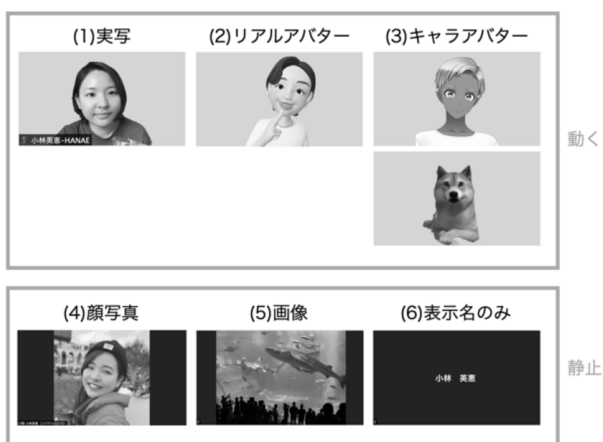 (1)実写
(2)リアルアバター
(3)キャラアバター
小林英恵-HANAE
動く
(4)顔写真
(5)画像
(6)表示名のみ
小林 英恵
静止